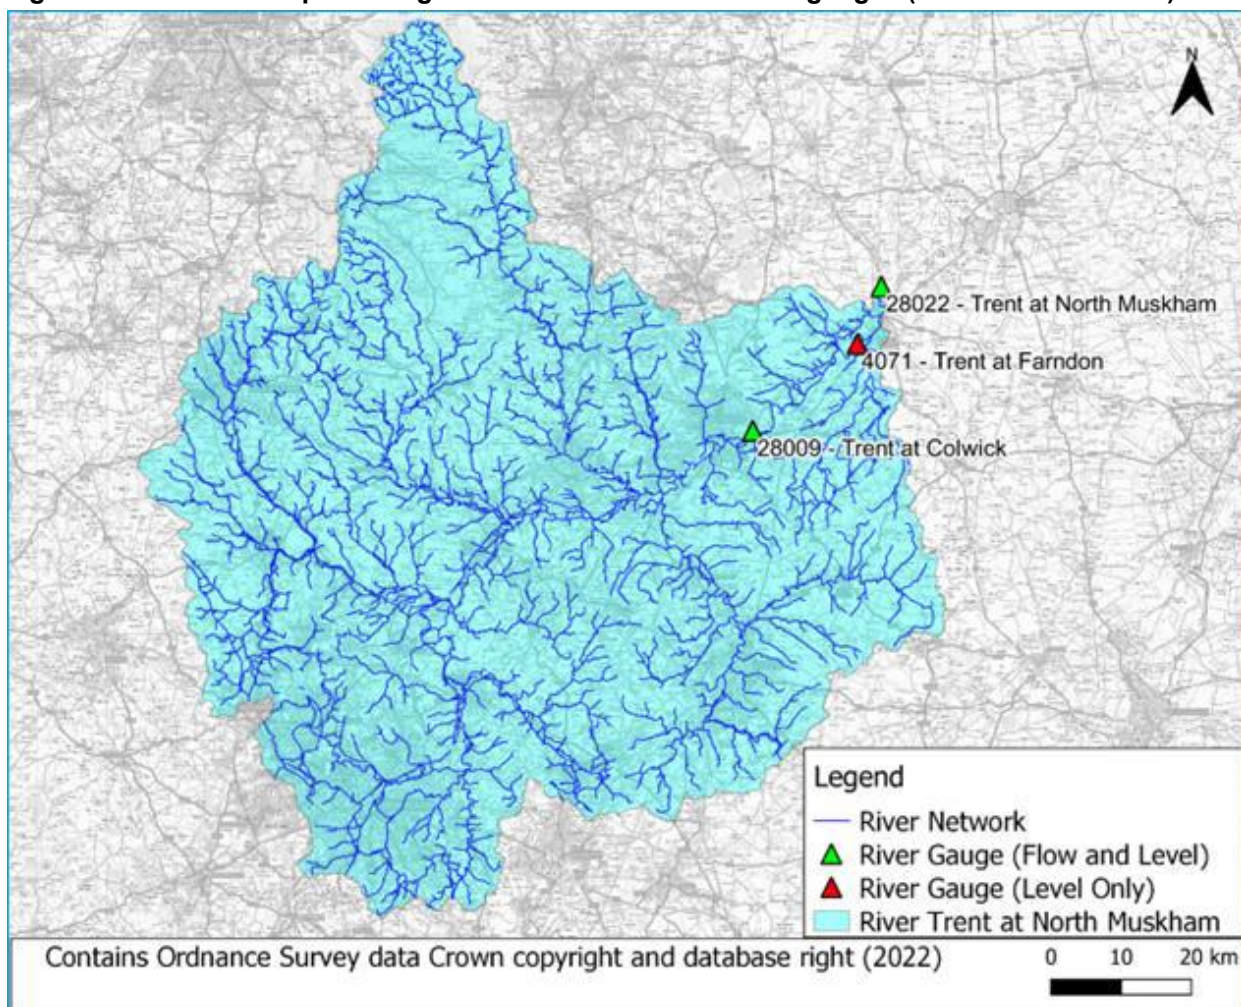 N
28022 - Trent at North Muskham
4071 - Trent at Farndon
28009 - Trent at Colwick
Legend
River Network
River Gauge (Flow and Level)
River Gauge (Level Only)
River Trent at North Muskham
Contains Ordnance Survey data Crown copyright and database right (2022)
0 10 20 km